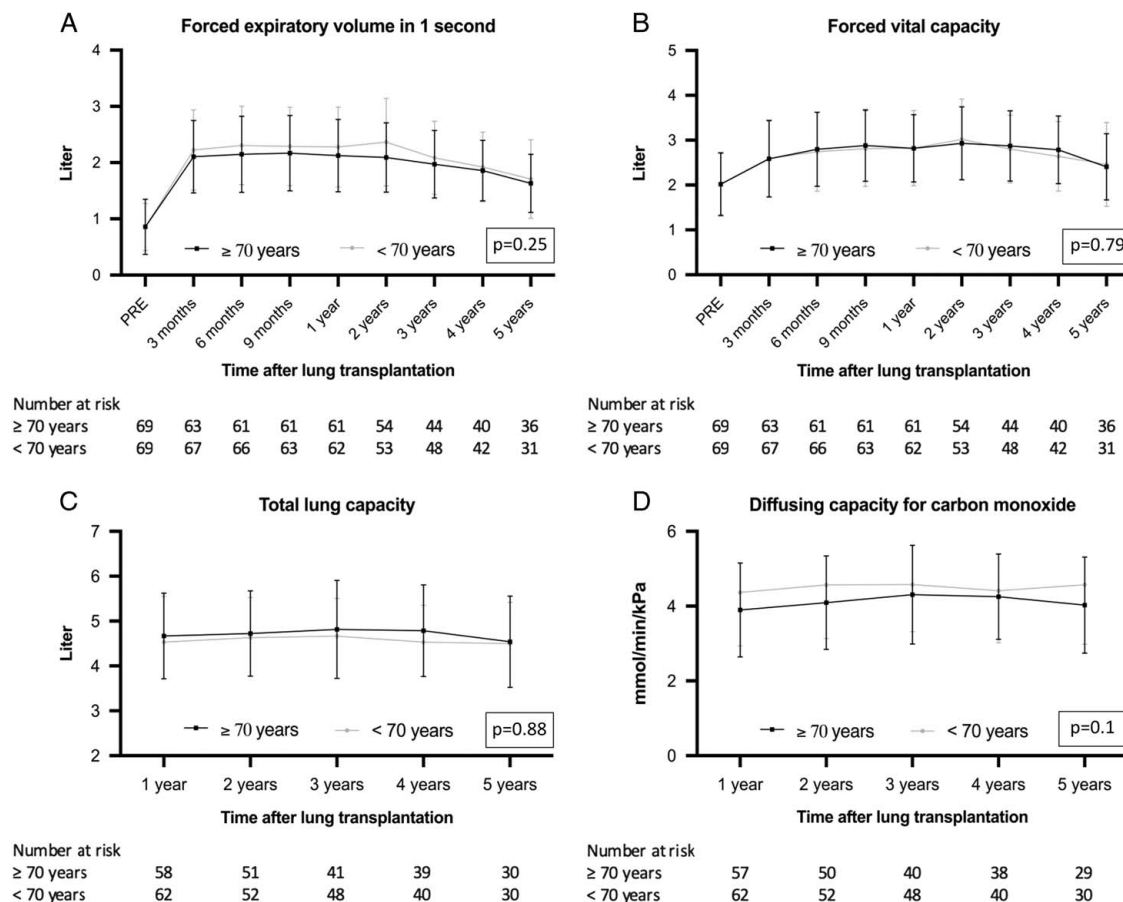 A
Forced expiratory volume in 1 second
4
3
2
1
0
Liter
≥ 70 years
< 70 years
p=0.25
PRE
3 months
6 months
9 months
1 year
2 years
3 years
4 years
5 years
Time after lung transplantation
Number at risk
≥ 70 years 69 63 61 61 61 54 44 40 36
< 70 years 69 67 66 63 62 53 48 42 31
B
Forced vital capacity
5
4
3
2
1
0
Liter
≥ 70 years
< 70 years
p=0.79
PRE
3 months
6 months
9 months
1 year
2 years
3 years
4 years
5 years
Time after lung transplantation
Number at risk
≥ 70 years 69 63 61 61 61 54 44 40 36
< 70 years 69 67 66 63 62 53 48 42 31
C
Total lung capacity
7
6
5
4
3
2
Liter
≥ 70 years
< 70 years
p=0.88
1 year
2 years
3 years
4 years
5 years
Time after lung transplantation
Number at risk
≥ 70 years 58 51 41 39 30
< 70 years 62 52 48 40 30
D
Diffusing capacity for carbon monoxide
6
4
2
0
mmol/min/kPa
≥ 70 years
< 70 years
p=0.1
1 year
2 years
3 years
4 years
5 years
Time after lung transplantation
Number at risk
≥ 70 years 57 50 40 38 29
< 70 years 62 52 48 40 30